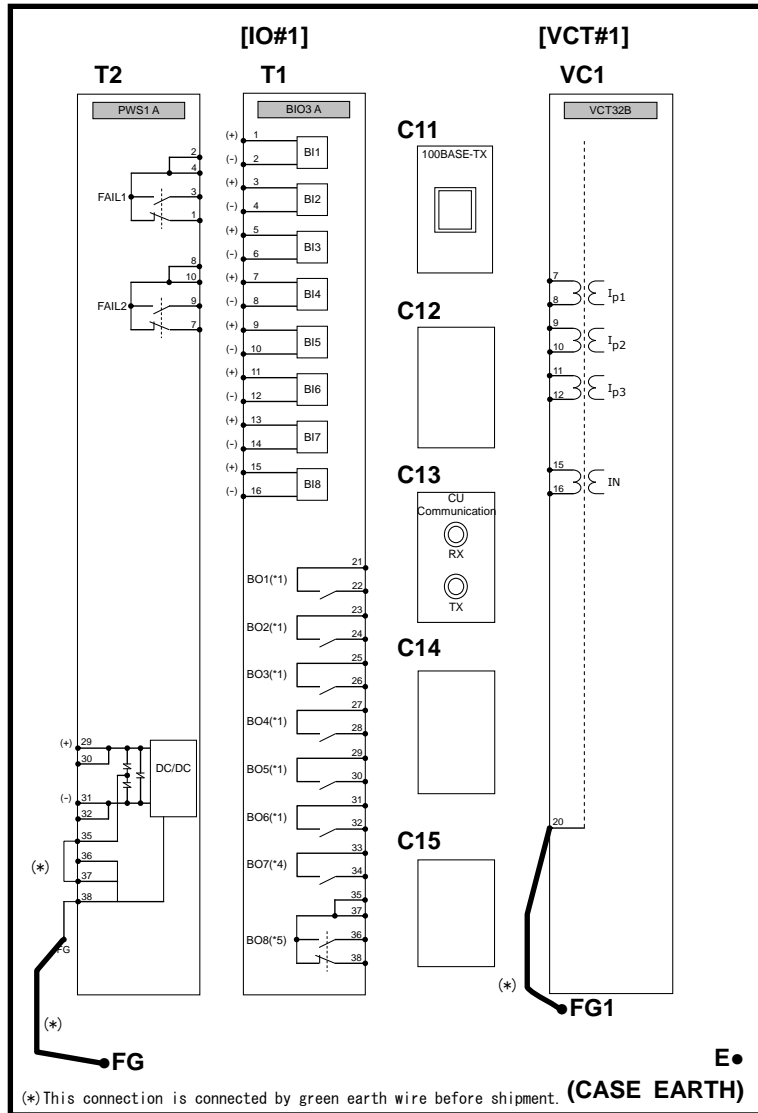 [IO#1] [VCT#1]
T2 T1 VC1
PWS1 A
FAIL1
2
4
3
1
FAIL2
8
10
9
7
(+) 29
30
(-) 31
32
35
36
37
38
(*)
DC/DC
FG
(*)
FG
BIO3 A
(+) 1 BI1
(-) 2
(+) 3 BI2
(-) 4
(+) 5 BI3
(-) 6
(+) 7 BI4
(-) 8
(+) 9 BI5
(-) 10
(+) 11 BI6
(-) 12
(+) 13 BI7
(-) 14
(+) 15 BI8
(-) 16
BO1(*1) 21
22
BO2(*1) 23
24
BO3(*1) 25
26
BO4(*1) 27
28
BO5(*1) 29
30
BO6(*1) 31
32
BO7(*4) 33
34
BO8(*5) 35
37
36
38
C11
100BASE-TX
C12
C13
CU
Communication
RX
TX
C14
C15
VCT32B
7
8 Ip1
9
10 Ip2
11
12 Ip3
15
16 IN
20
(*)
FG1
E
(CASE EARTH)
(*)This connection is connected by green earth wire before shipment.